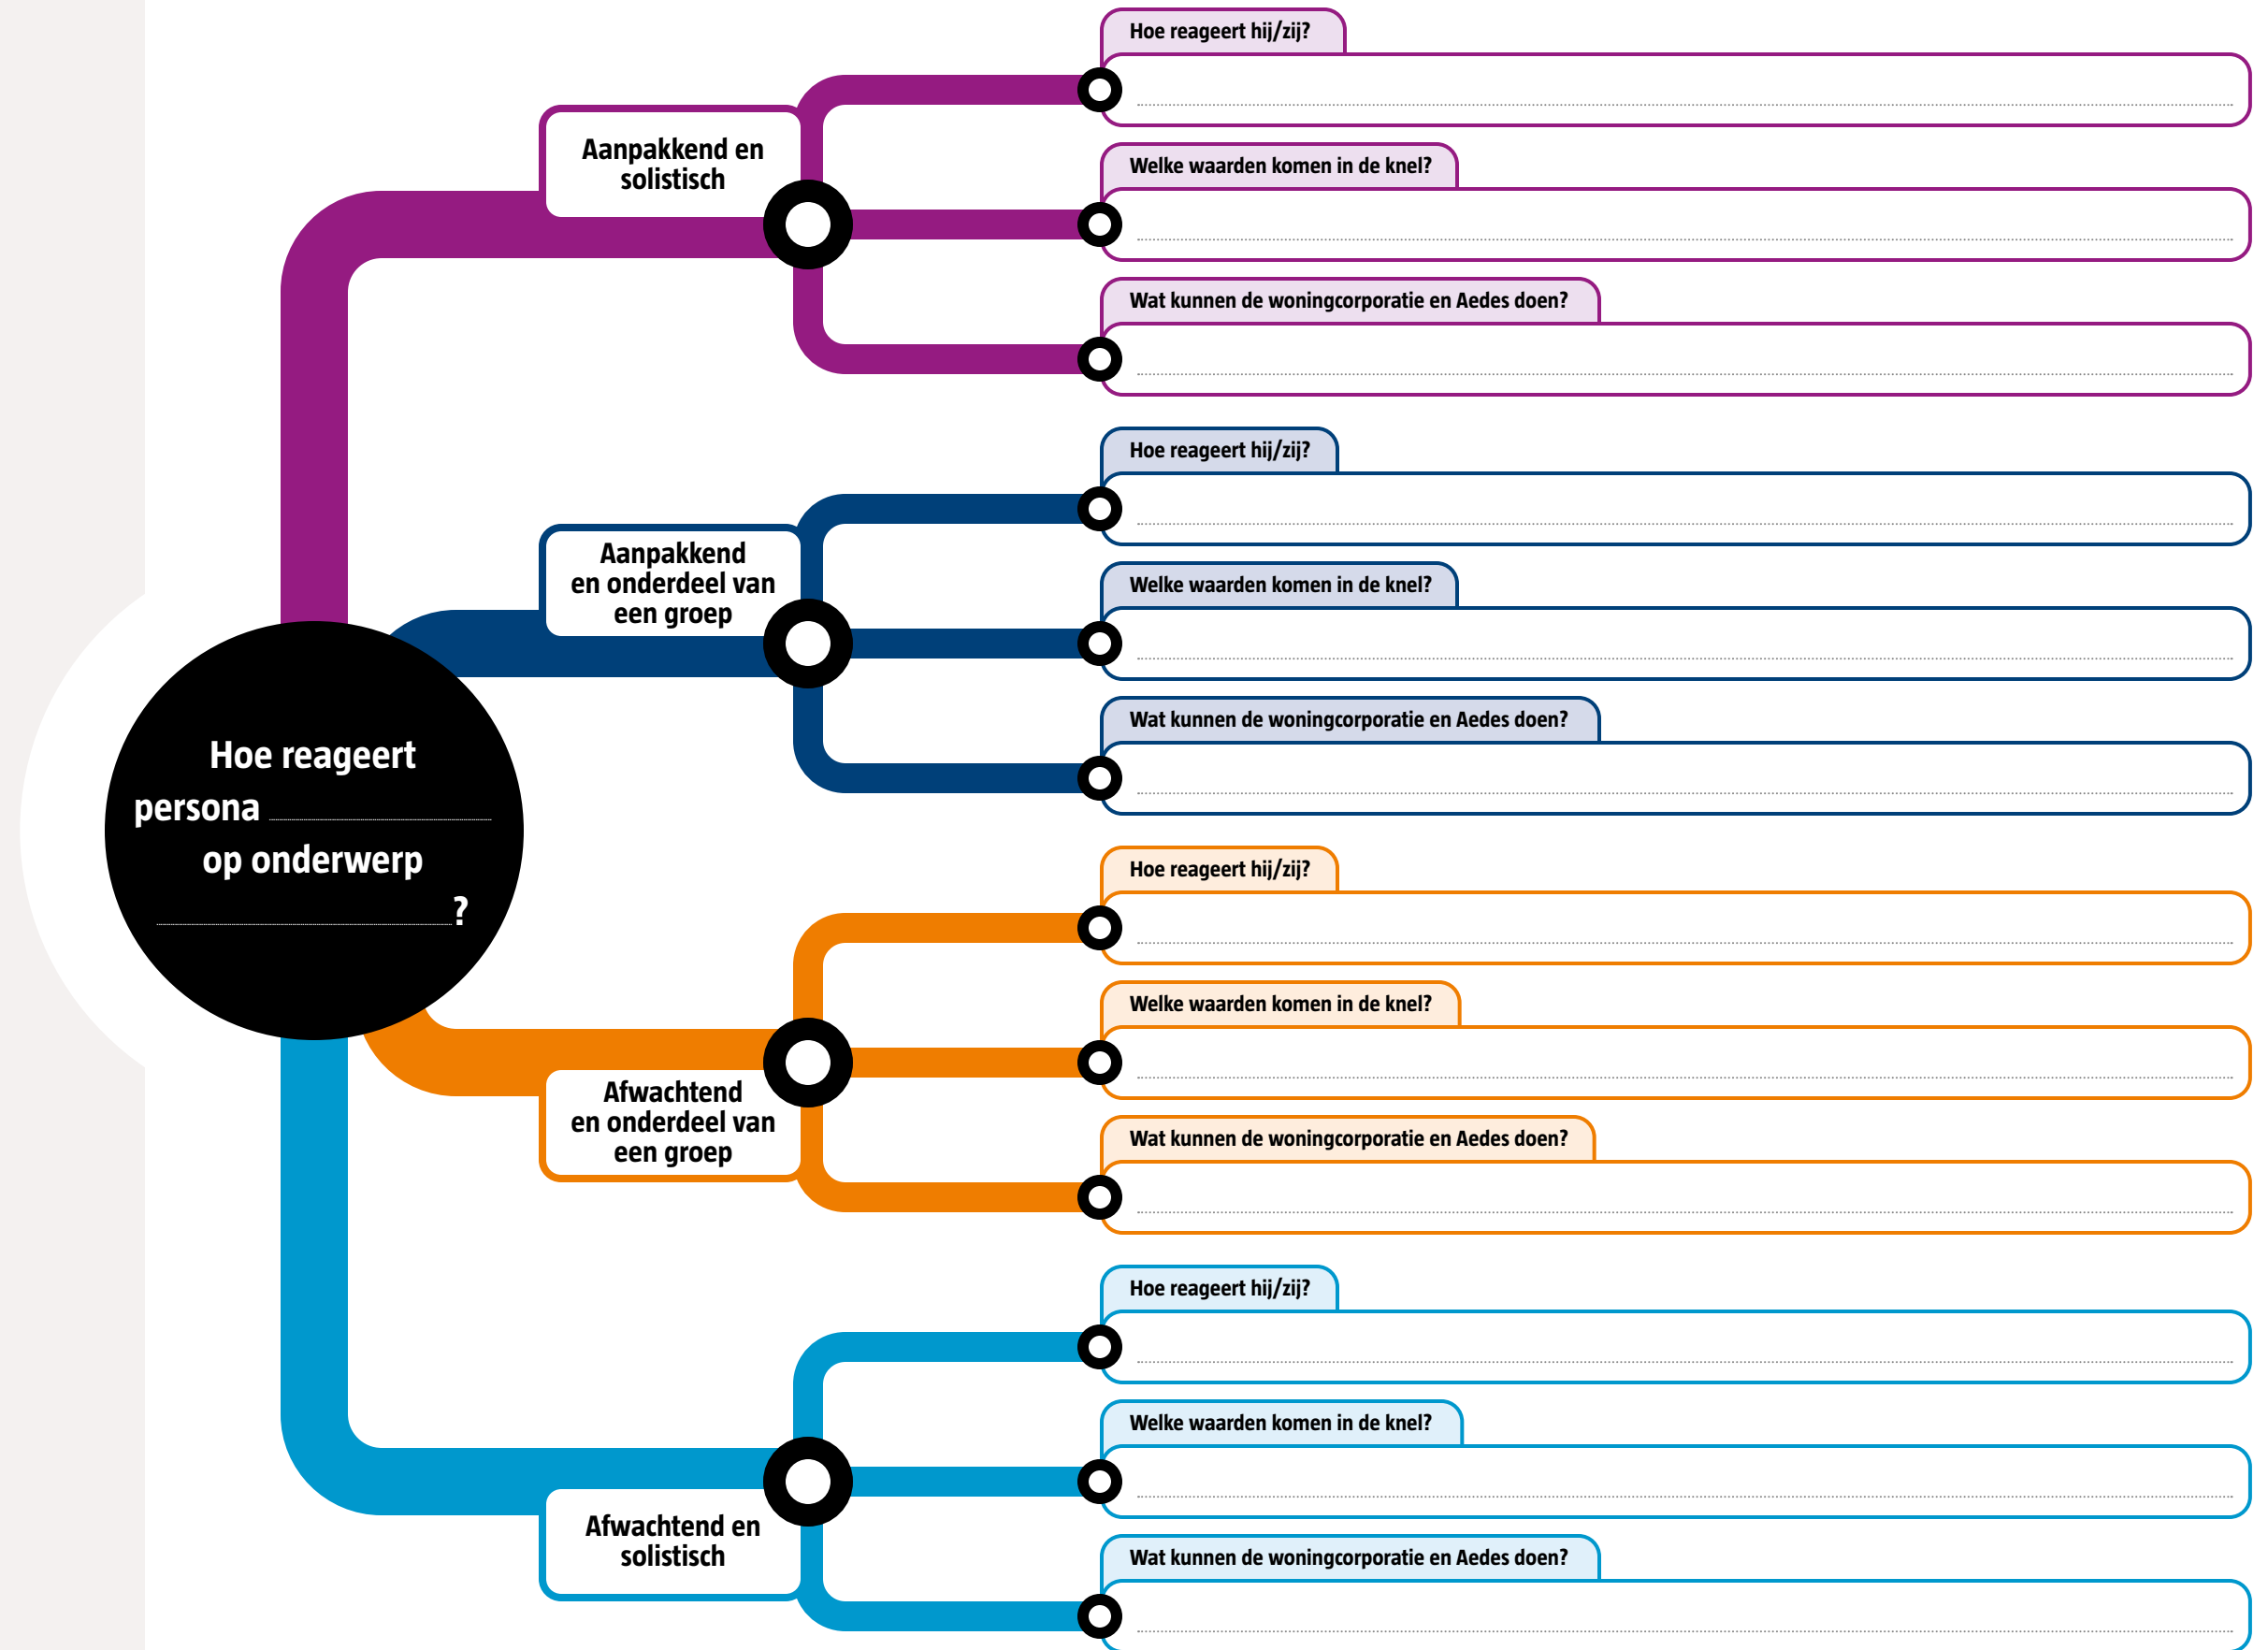 Hoe reageert
persona
op onderwerp
?
Aanpakkend en
solistisch
Hoe reageert hij/zij?
Welke waarden komen in de knel?
Wat kunnen de woningcorporatie en Aedes doen?
Aanpakkend
en onderdeel van
een groep
Hoe reageert hij/zij?
Welke waarden komen in de knel?
Wat kunnen de woningcorporatie en Aedes doen?
Afwachtend
en onderdeel van
een groep
Hoe reageert hij/zij?
Welke waarden komen in de knel?
Wat kunnen de woningcorporatie en Aedes doen?
Afwachtend en
solistisch
Hoe reageert hij/zij?
Welke waarden komen in de knel?
Wat kunnen de woningcorporatie en Aedes doen?